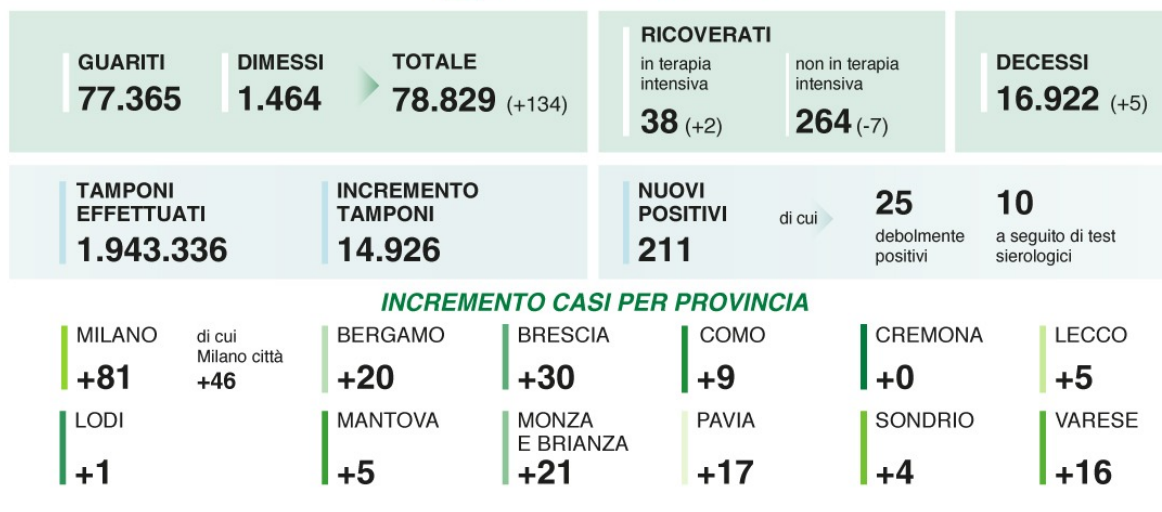 GUARITI
77.365
DIMESSI
1.464
TOTALE
78.829 (+134)
RICOVERATI
in terapia
intensiva
38 (+2)
non in terapia
intensiva
264 (-7)
DECESSI
16.922 (+5)
TAMPONI
EFFETTUATI
1.943.336
INCREMENTO
TAMPONI
14.926
NUOVI
POSITIVI
211
di cui
25
debolmente
positivi
10
a seguito di test
sierologici
INCREMENTO CASI PER PROVINCIA
MILANO
+81
di cui
Milano città
+46
BERGAMO
+20
BRESCIA
+30
COMO
+9
CREMONA
+0
LECCO
+5
LODI
+1
MANTOVA
+5
MONZA
E BRIANZA
+21
PAVIA
+17
SONDRIO
+4
VARESE
+16